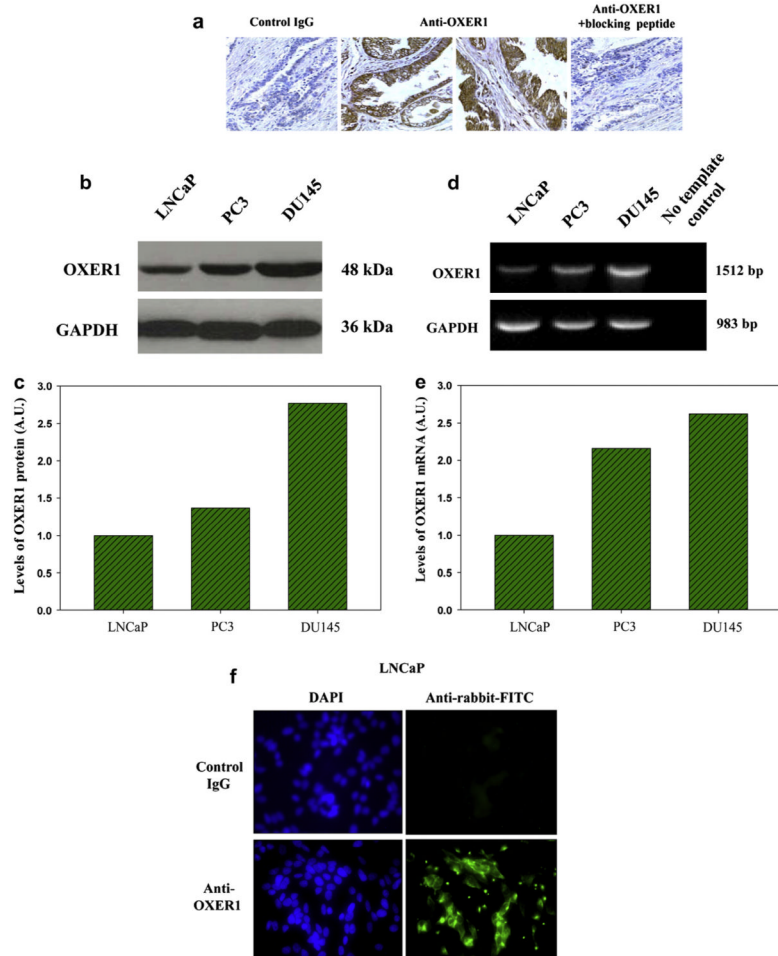 a
Control IgG
Anti-OXER1
Anti-OXER1
+blocking peptide
b
LNCaP
PC3
DU145
OXER1
48 kDa
GAPDH
36 kDa
d
LNCaP
PC3
DU145
No template
control
OXER1
1512 bp
GAPDH
983 bp
c
Levels of OXER1 protein (A.U.)
3.0
2.5
2.0
1.5
1.0
0.5
0.0
LNCaP
PC3
DU145
e
Levels of OXER1 mRNA (A.U.)
3.0
2.5
2.0
1.5
1.0
0.5
0.0
LNCaP
PC3
DU145
f
LNCaP
DAPI
Anti-rabbit-FITC
Control
IgG
Anti-
OXER1